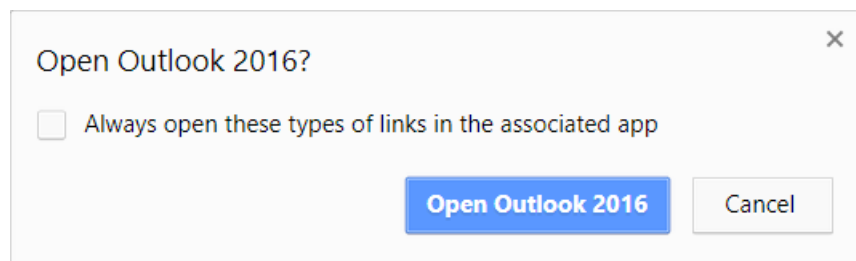 Open Outlook 2016?
Always open these types of links in the associated app
Open Outlook 2016
Cancel